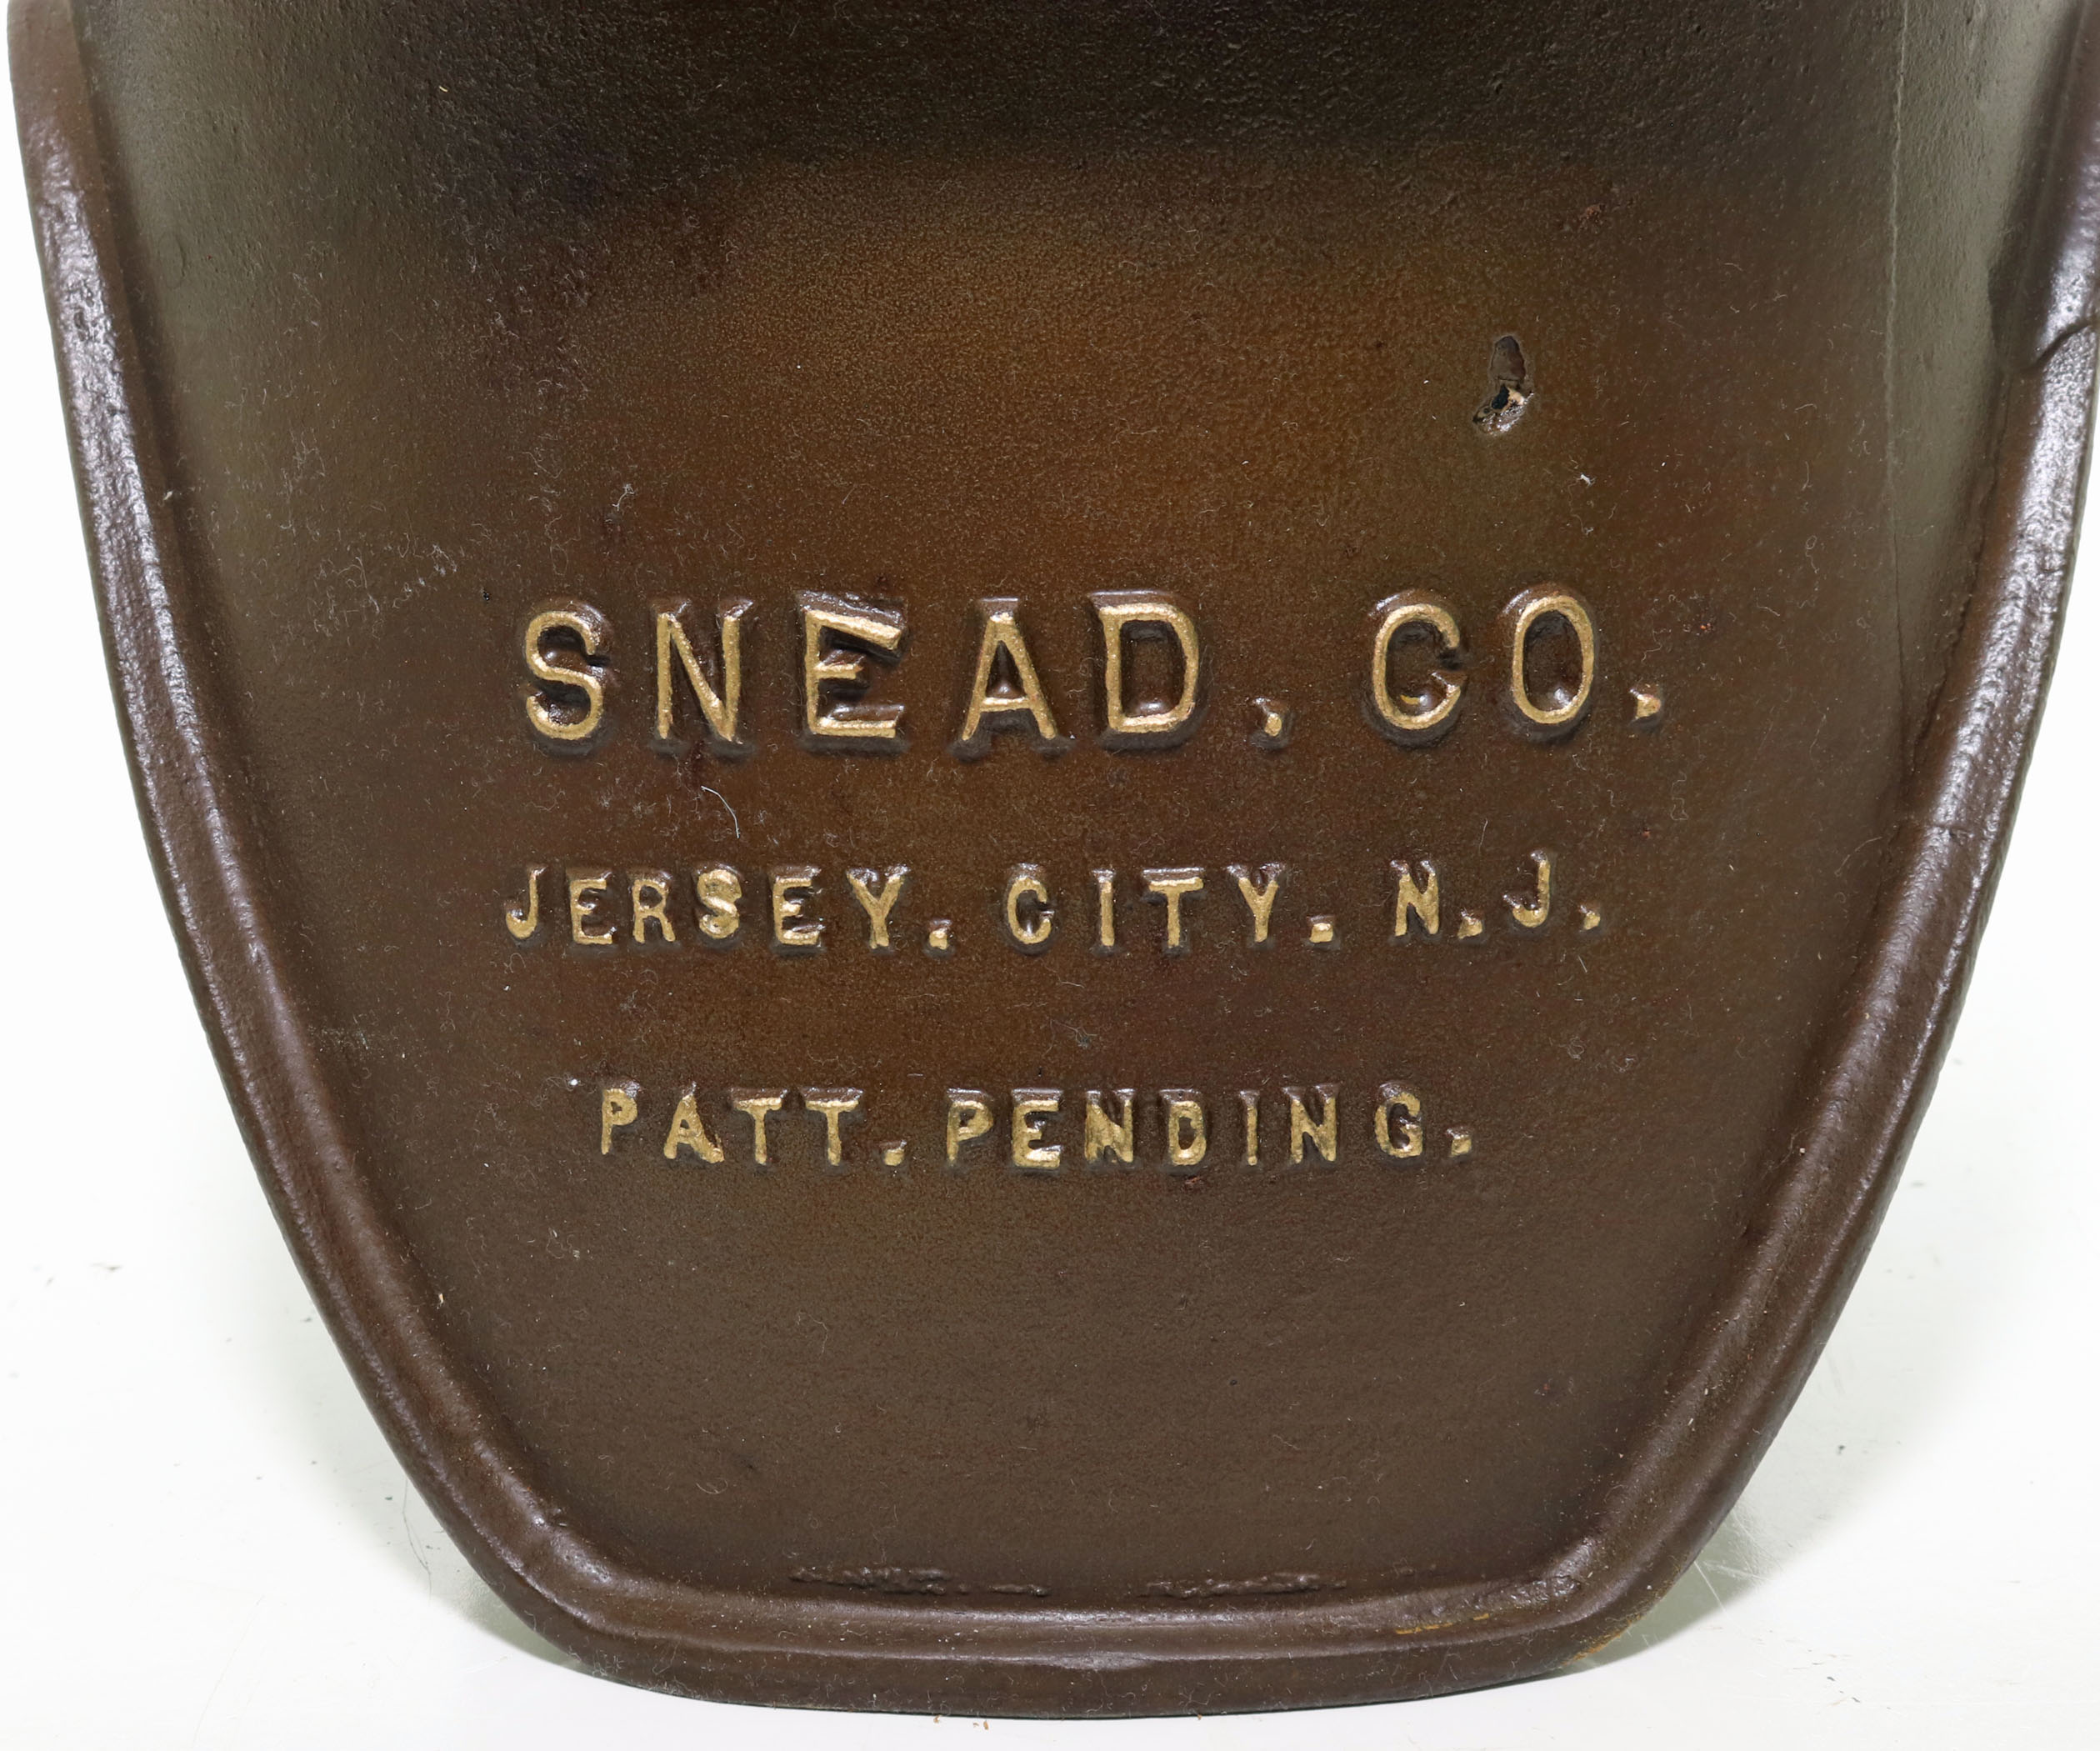 SNEAD. CO.
JERSEY. CITY. N.J.
PATT. PENDING.